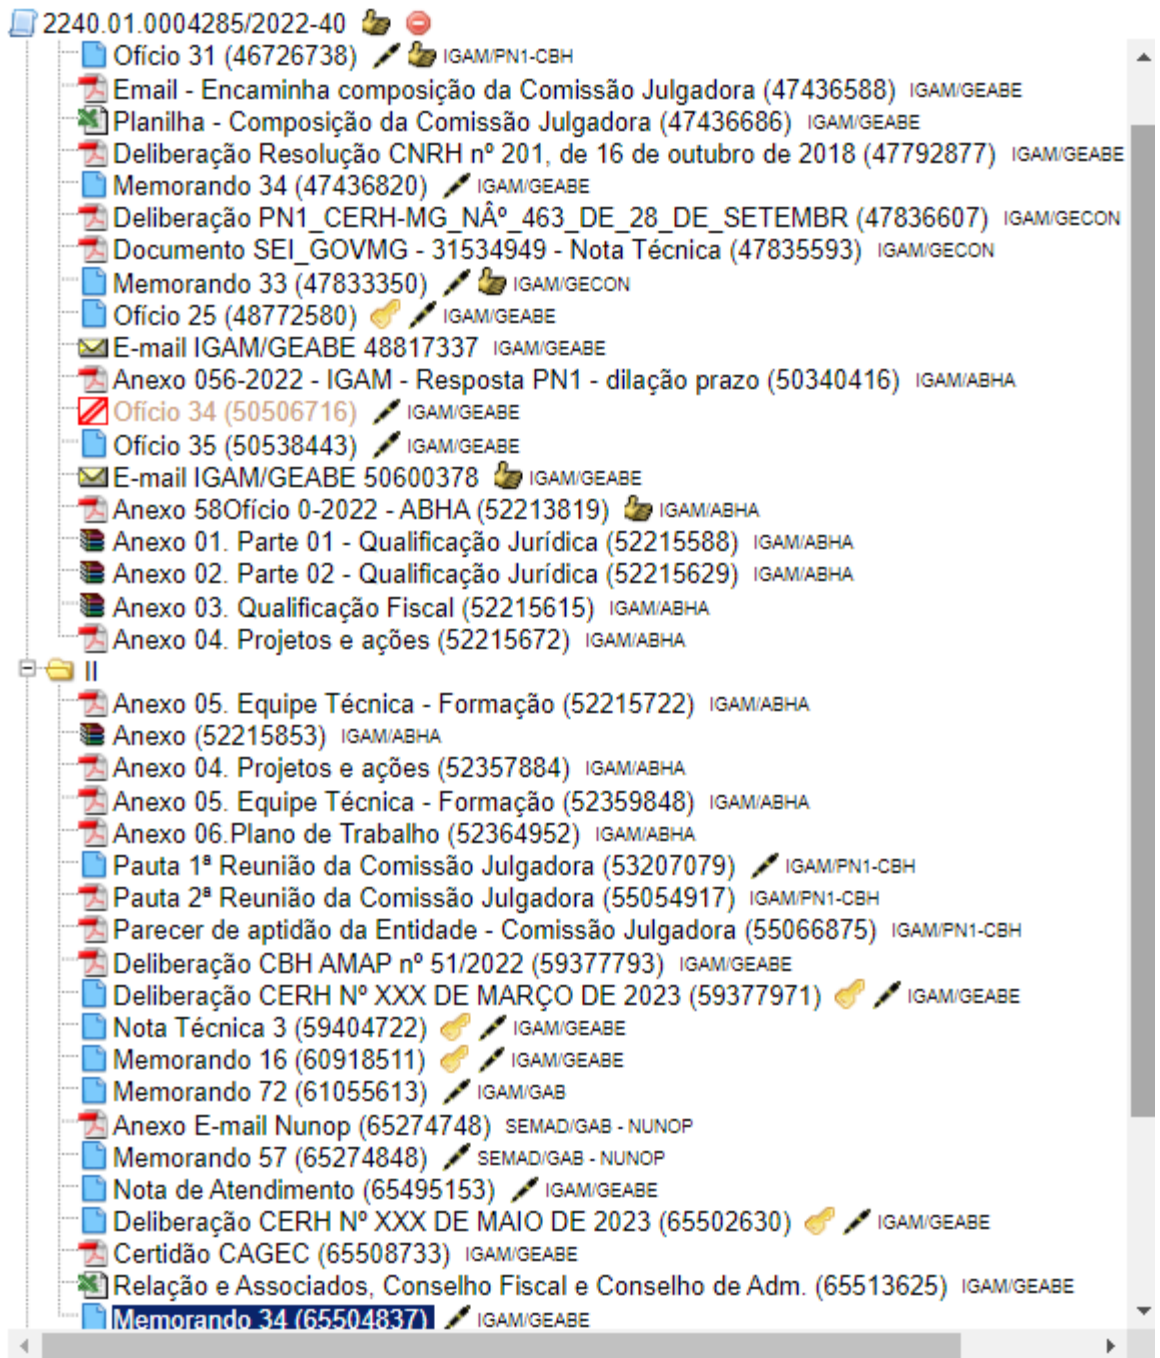 2240.01.0004285/2022-40
Ofício 31 (46726738) IGAM/PN1-CBH
Email - Encaminha composição da Comissão Julgadora (47436588) IGAM/GEABE
Planilha - Composição da Comissão Julgadora (47436686) IGAM/GEABE
Deliberação Resolução CNRH nº 201, de 16 de outubro de 2018 (47792877) IGAM/GEABE
Memorando 34 (47436820) IGAM/GEABE
Deliberação PN1_CERH-MG_NÂº_463_DE_28_DE_SETEMBR (47836607) IGAM/GECON
Documento SEI_GOVMG - 31534949 - Nota Técnica (47835593) IGAM/GECON
Memorando 33 (47833350) IGAM/GECON
Ofício 25 (48772580) IGAM/GEABE
E-mail IGAM/GEABE 48817337 IGAM/GEABE
Anexo 056-2022 - IGAM - Resposta PN1 - dilação prazo (50340416) IGAM/ABHA
Ofício 34 (50506716) IGAM/GEABE
Ofício 35 (50538443) IGAM/GEABE
E-mail IGAM/GEABE 50600378 IGAM/GEABE
Anexo 58Ofício 0-2022 - ABHA (52213819) IGAM/ABHA
Anexo 01. Parte 01 - Qualificação Jurídica (52215588) IGAM/ABHA
Anexo 02. Parte 02 - Qualificação Jurídica (52215629) IGAM/ABHA
Anexo 03. Qualificação Fiscal (52215615) IGAM/ABHA
Anexo 04. Projetos e ações (52215672) IGAM/ABHA
II
Anexo 05. Equipe Técnica - Formação (52215722) IGAM/ABHA
Anexo (52215853) IGAM/ABHA
Anexo 04. Projetos e ações (52357884) IGAM/ABHA
Anexo 05. Equipe Técnica - Formação (52359848) IGAM/ABHA
Anexo 06.Plano de Trabalho (52364952) IGAM/ABHA
Pauta 1ª Reunião da Comissão Julgadora (53207079) IGAM/PN1-CBH
Pauta 2ª Reunião da Comissão Julgadora (55054917) IGAM/PN1-CBH
Parecer de aptidão da Entidade - Comissão Julgadora (55066875) IGAM/PN1-CBH
Deliberação CBH AMAP nº 51/2022 (59377793) IGAM/GEABE
Deliberação CERH Nº XXX DE MARÇO DE 2023 (59377971) IGAM/GEABE
Nota Técnica 3 (59404722) IGAM/GEABE
Memorando 16 (60918511) IGAM/GEABE
Memorando 72 (61055613) IGAM/GAB
Anexo E-mail Nunop (65274748) SEMAD/GAB - NUNOP
Memorando 57 (65274848) SEMAD/GAB - NUNOP
Nota de Atendimento (65495153) IGAM/GEABE
Deliberação CERH Nº XXX DE MAIO DE 2023 (65502630) IGAM/GEABE
Certidão CAGEC (65508733) IGAM/GEABE
Relação e Associados, Conselho Fiscal e Conselho de Adm. (65513625) IGAM/GEABE
Memorando 34 (65504837) IGAM/GEABE